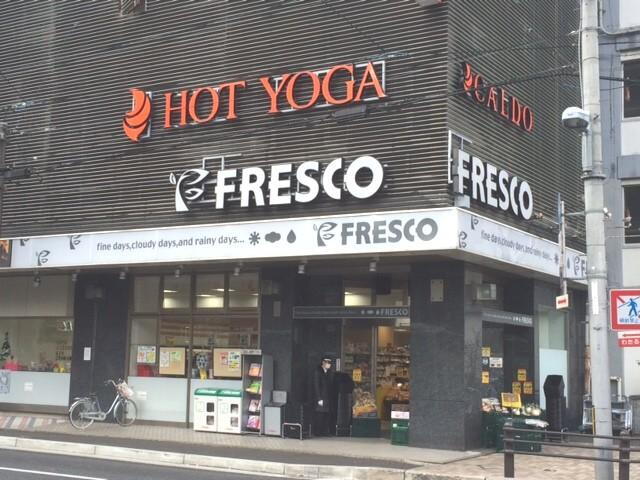 HOT YOGA
CALDO
FRESCO
FRESCO
fine days,cloudy days,and rainy days...
FRESCO
fine days,cloudy days,and rainy days...
FRESCO